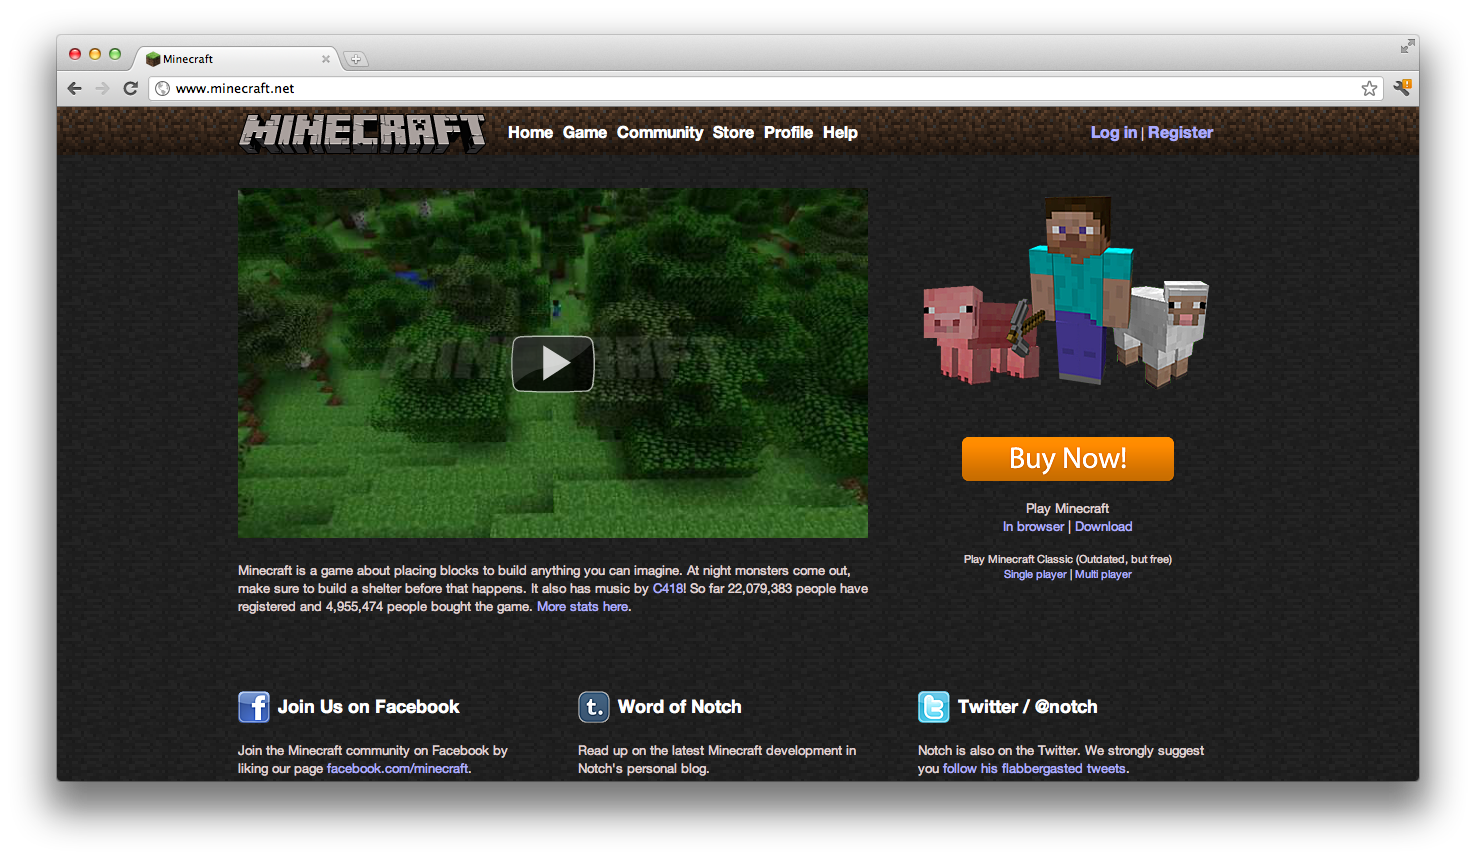 Minecraft
www.minecraft.net
MINECRAFT
Home Game Community Store Profile Help
Log in | Register
MINECRAFT
Buy Now!
Play Minecraft
In browser | Download
Play Minecraft Classic (Outdated, but free)
Single player | Multi player
Minecraft is a game about placing blocks to build anything you can imagine. At night monsters come out,
make sure to build a shelter before that happens. It also has music by C418! So far 22,079,383 people have
registered and 4,955,474 people bought the game. More stats here.
f Join Us on Facebook
Join the Minecraft community on Facebook by
liking our page facebook.com/minecraft.
t. Word of Notch
Read up on the latest Minecraft development in
Notch's personal blog.
t Twitter / @notch
Notch is also on the Twitter. We strongly suggest
you follow his flabbergasted tweets.